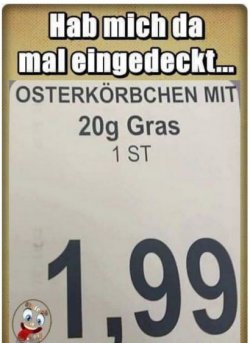 Hab mich da
mal eingedeckt...
OSTERKÖRBCHEN MIT
20g Gras
1 ST
1,99